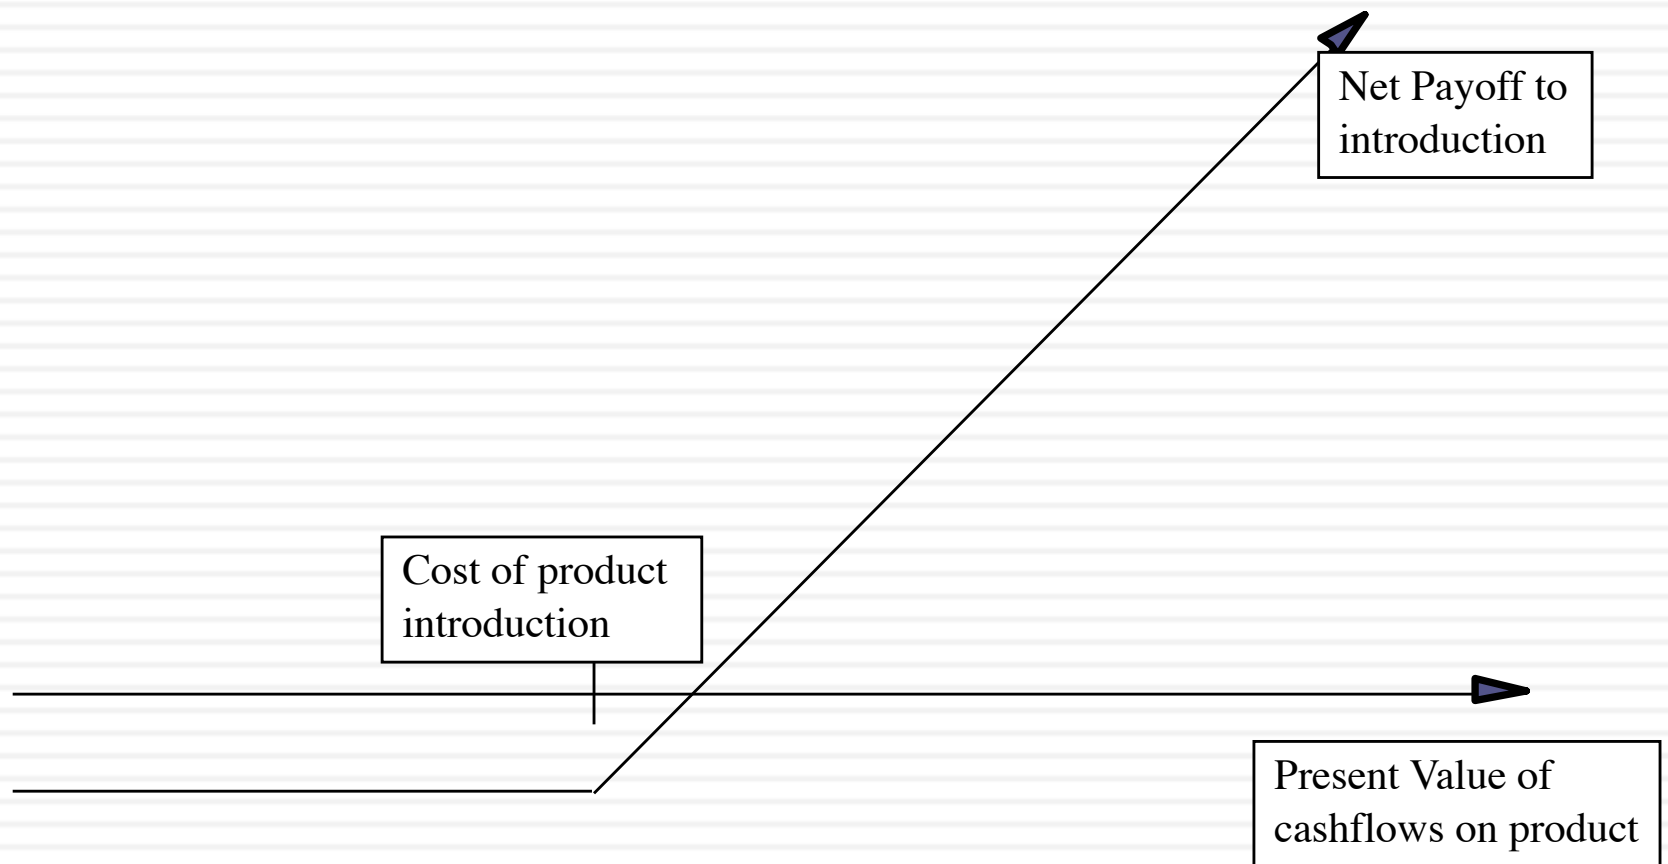 Net Payoff to
introduction
Cost of product
introduction
Present Value of
cashflows on product